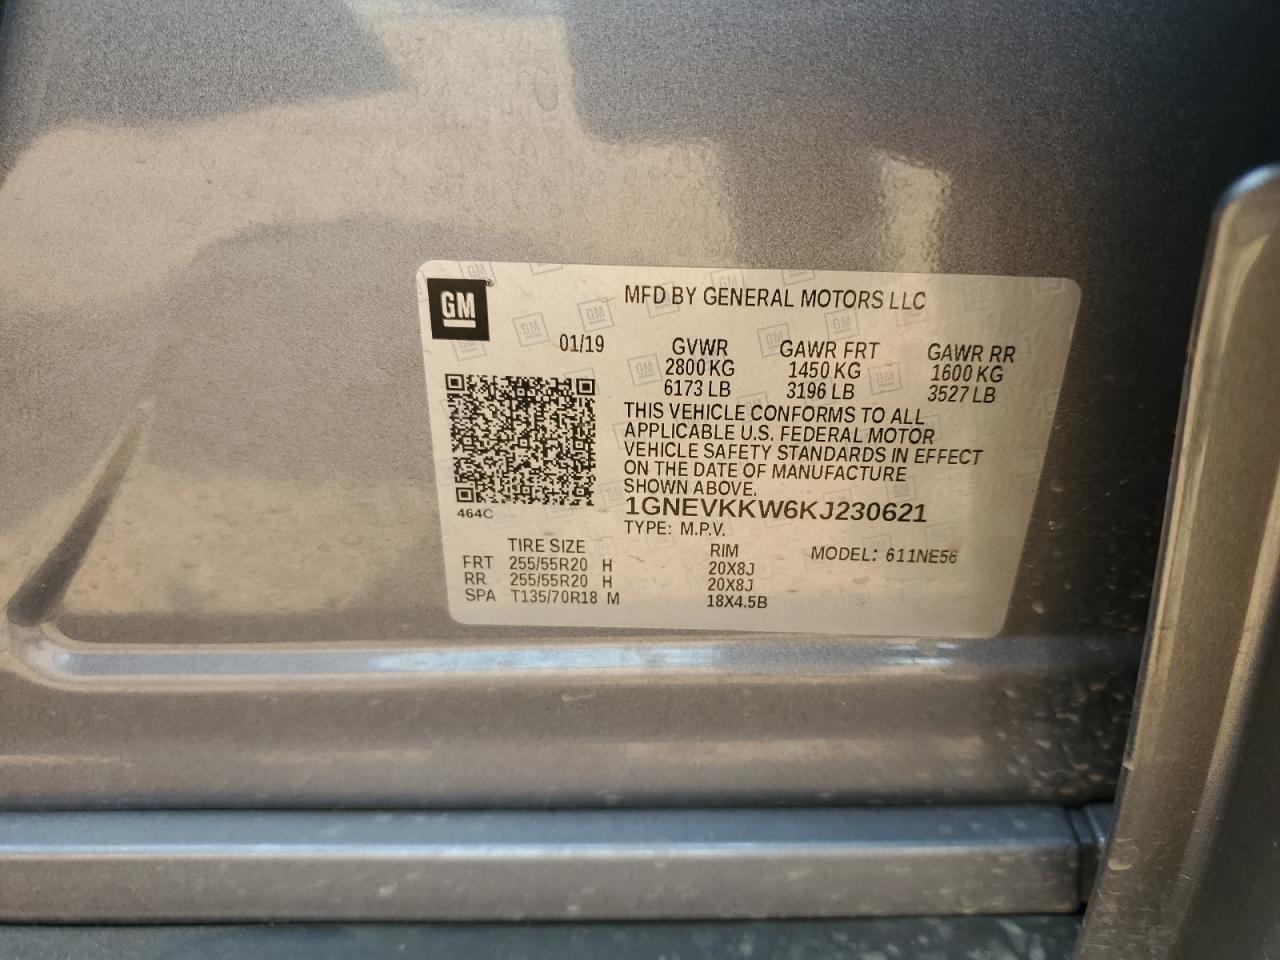 GM
MFD BY GENERAL MOTORS LLC
01/19 GVWR GAWR FRT GAWR RR
2800 KG 1450 KG 1600 KG
6173 LB 3196 LB 3527 LB
THIS VEHICLE CONFORMS TO ALL
APPLICABLE U.S. FEDERAL MOTOR
VEHICLE SAFETY STANDARDS IN EFFECT
ON THE DATE OF MANUFACTURE
SHOWN ABOVE.
464C
1GNEVKKW6KJ230621
TYPE: M.P.V.
TIRE SIZE RIM MODEL: 611NE56
FRT 255/55R20 H 20X8J
RR 255/55R20 H 20X8J
SPA T135/70R18 M 18X4.5B